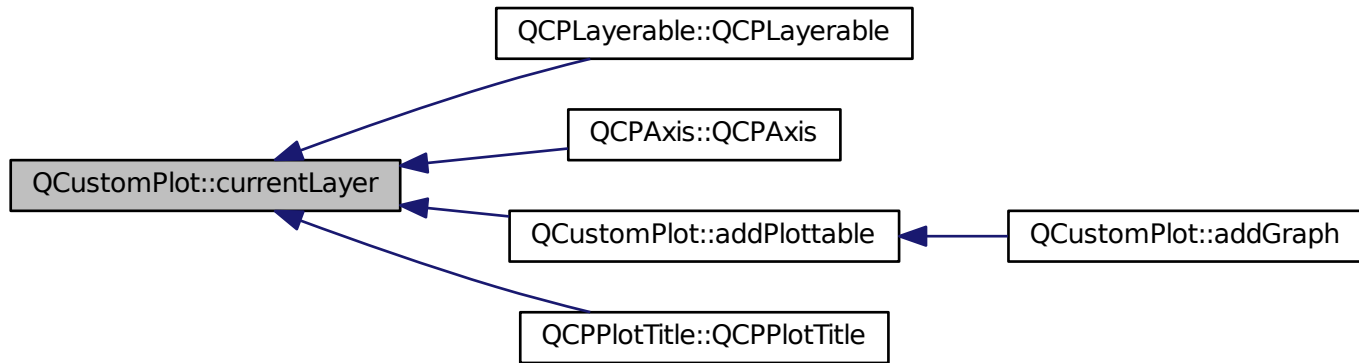 QCPLayerable::QCPLayerable
QCPAxis::QCPAxis
QCustomPlot::currentLayer
QCustomPlot::addPlottable
QCustomPlot::addGraph
QCPPlotTitle::QCPPlotTitle